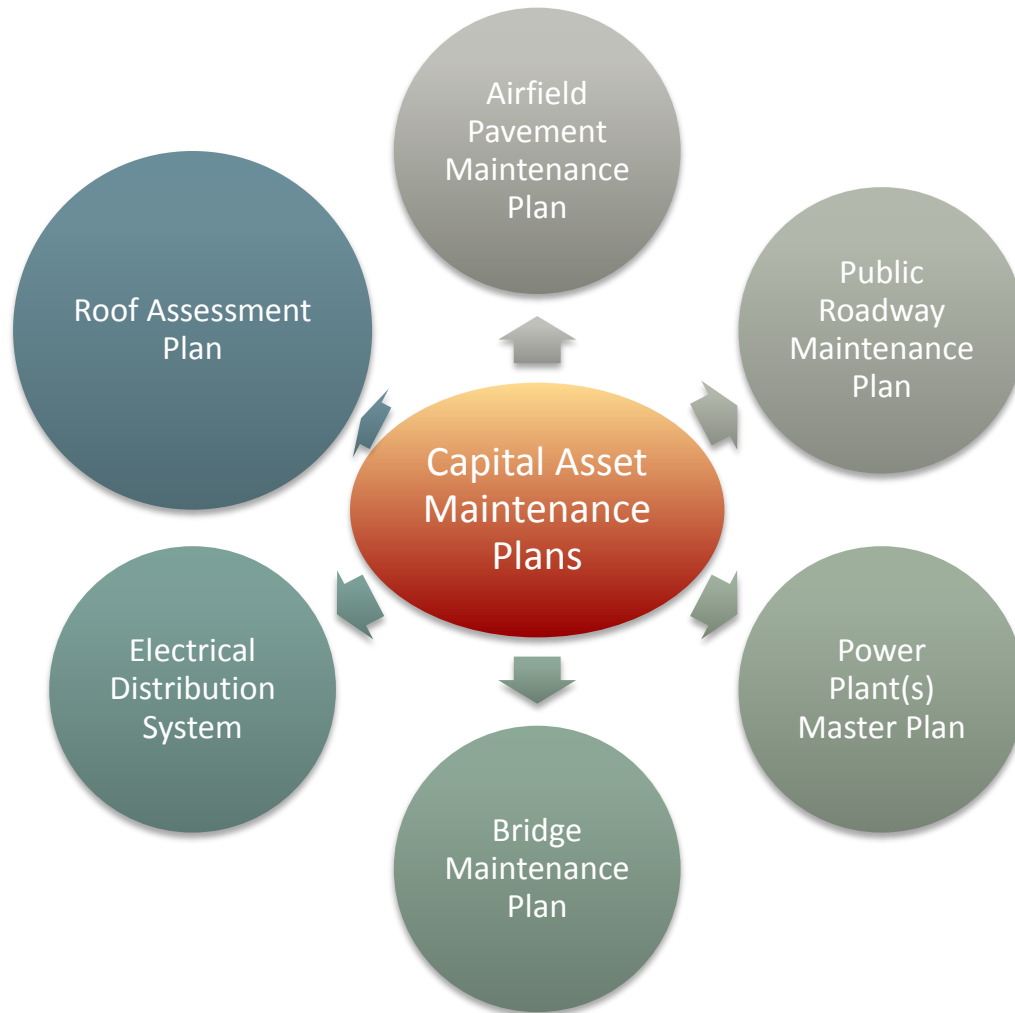 Airfield
Pavement
Maintenance
Plan
Public
Roadway
Maintenance
Plan
Roof Assessment
Plan
Capital Asset
Maintenance
Plans
Electrical
Distribution
System
Power
Plant(s)
Master Plan
Bridge
Maintenance
Plan